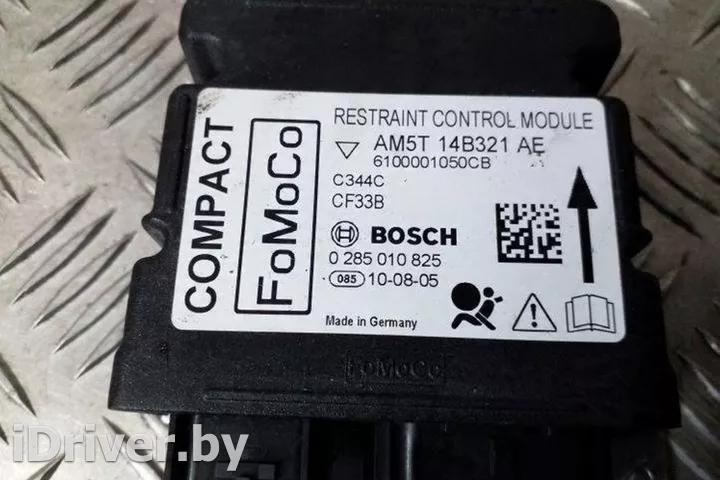 COMPACT
FoMoCo
RESTRAINT CONTROL MODULE
AM5T 14B321 AE
6100001050CB
C344C
CF33B
BOSCH
0 285 010 825
085 10-08-05
Made in Germany
FoMoCo
iDriver.by